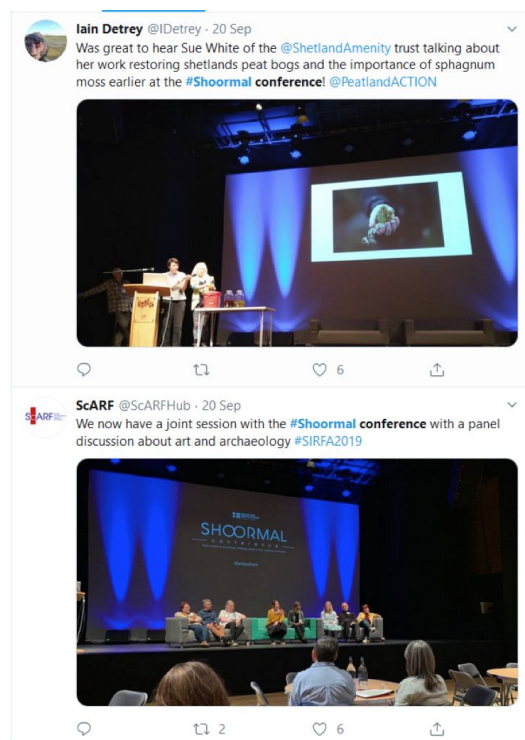 Iain Detrey @IDetrey · 20 Sep
Was great to hear Sue White of the @ShetlandAmenity trust talking about
her work restoring shetlands peat bogs and the importance of sphagnum
moss earlier at the #Shoormal conference! @PeatlandACTION
6
ScARF
ScARF @ScARFHub · 20 Sep
We now have a joint session with the #Shoormal conference with a panel
discussion about art and archaeology #SIRFA2019
SHOORMAL
conference
2 6